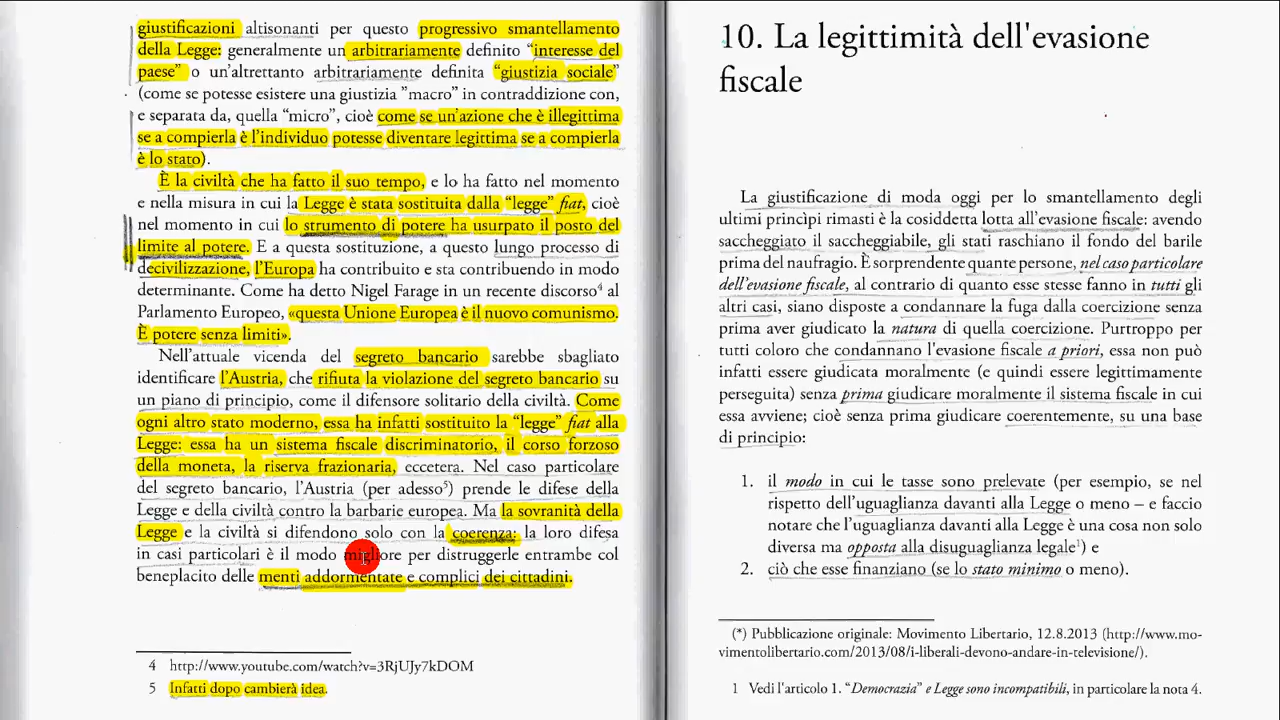 giustificazioni altisonanti per questo progressivo smantellamento
della Legge: generalmente un arbitrariamente definito “interesse del
paese” o un'altrettanto arbitrariamente definita “giustizia sociale”
(come se potesse esistere una giustizia ”macro” in contraddizione con,
e separata da, quella “micro”, cioè come se un'azione che è illegittima
se a compierla è l'individuo potesse diventare legittima se a compierla
è lo stato).
È la civiltà che ha fatto il suo tempo, e lo ha fatto nel momento
e nella misura in cui la Legge è stata sostituita dalla “legge” fiat, cioè
nel momento in cui lo strumento di potere ha usurpato il posto del
limite al potere. E a questa sostituzione, a questo lungo processo di
decivilizzazione, l'Europa ha contribuito e sta contribuendo in modo
determinante. Come ha detto Nigel Farage in un recente discorso⁴ al
Parlamento Europeo, «questa Unione Europea è il nuovo comunismo.
È potere senza limiti».
Nell'attuale vicenda del segreto bancario sarebbe sbagliato
identificare l'Austria, che rifiuta la violazione del segreto bancario su
un piano di principio, come il difensore solitario della civiltà. Come
ogni altro stato moderno, essa ha infatti sostituito la “legge” fiat alla
Legge: essa ha un sistema fiscale discriminatorio, il corso forzoso
della moneta, la riserva frazionaria, eccetera. Nel caso particolare
del segreto bancario, l'Austria (per adesso⁵) prende le difese della
Legge e della civiltà contro la barbarie europea. Ma la sovranità della
Legge e la civiltà si difendono solo con la coerenza: la loro difesa
in casi particolari è il modo migliore per distruggerle entrambe col
beneplacito delle menti addormentate e complici dei cittadini.
4 http://www.youtube.com/watch?v=3RjUJy7kDOM
5 Infatti dopo cambierà idea.
10. La legittimità dell'evasione
fiscale
La giustificazione di moda oggi per lo smantellamento degli
ultimi princìpi rimasti è la cosiddetta lotta all'evasione fiscale: avendo
saccheggiato il saccheggiabile, gli stati raschiano il fondo del barile
prima del naufragio. È sorprendente quante persone, nel caso particolare
dell'evasione fiscale, al contrario di quanto esse stesse fanno in tutti gli
altri casi, siano disposte a condannare la fuga dalla coercizione senza
prima aver giudicato la natura di quella coercizione. Purtroppo per
tutti coloro che condannano l'evasione fiscale a priori, essa non può
infatti essere giudicata moralmente (e quindi essere legittimamente
perseguita) senza prima giudicare moralmente il sistema fiscale in cui
essa avviene; cioè senza prima giudicare coerentemente, su una base
di principio:
1. il modo in cui le tasse sono prelevate (per esempio, se nel
rispetto dell'uguaglianza davanti alla Legge o meno – e faccio
notare che l'uguaglianza davanti alla Legge è una cosa non solo
diversa ma opposta alla disuguaglianza legale¹) e
2. ciò che esse finanziano (se lo stato minimo o meno).
(*) Pubblicazione originale: Movimento Libertario, 12.8.2013 (http://www.mo-
vimentolibertario.com/2013/08/i-liberali-devono-andare-in-televisione/).
1 Vedi l'articolo 1. “Democrazia” e Legge sono incompatibili, in particolare la nota 4.